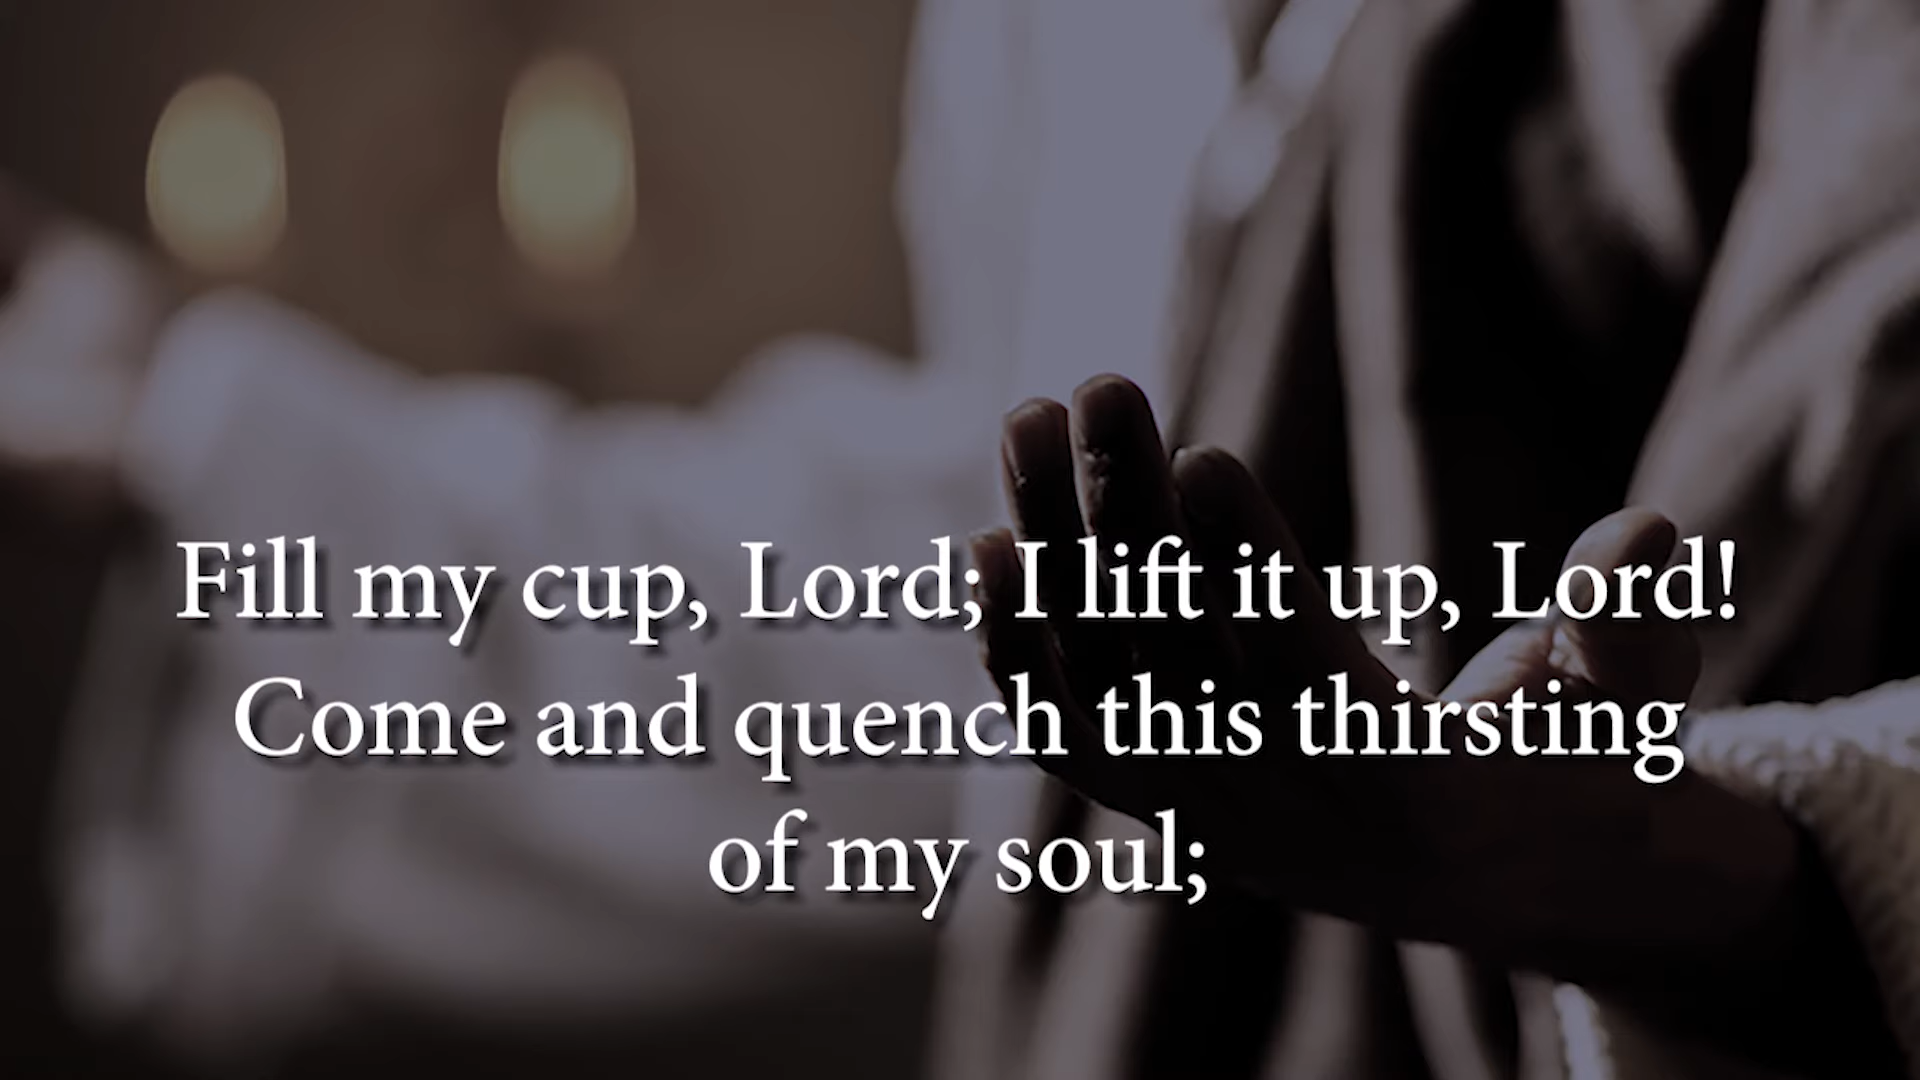 Fill my cup, Lord; I lift it up, Lord!
Come and quench this thirsting
of my soul;